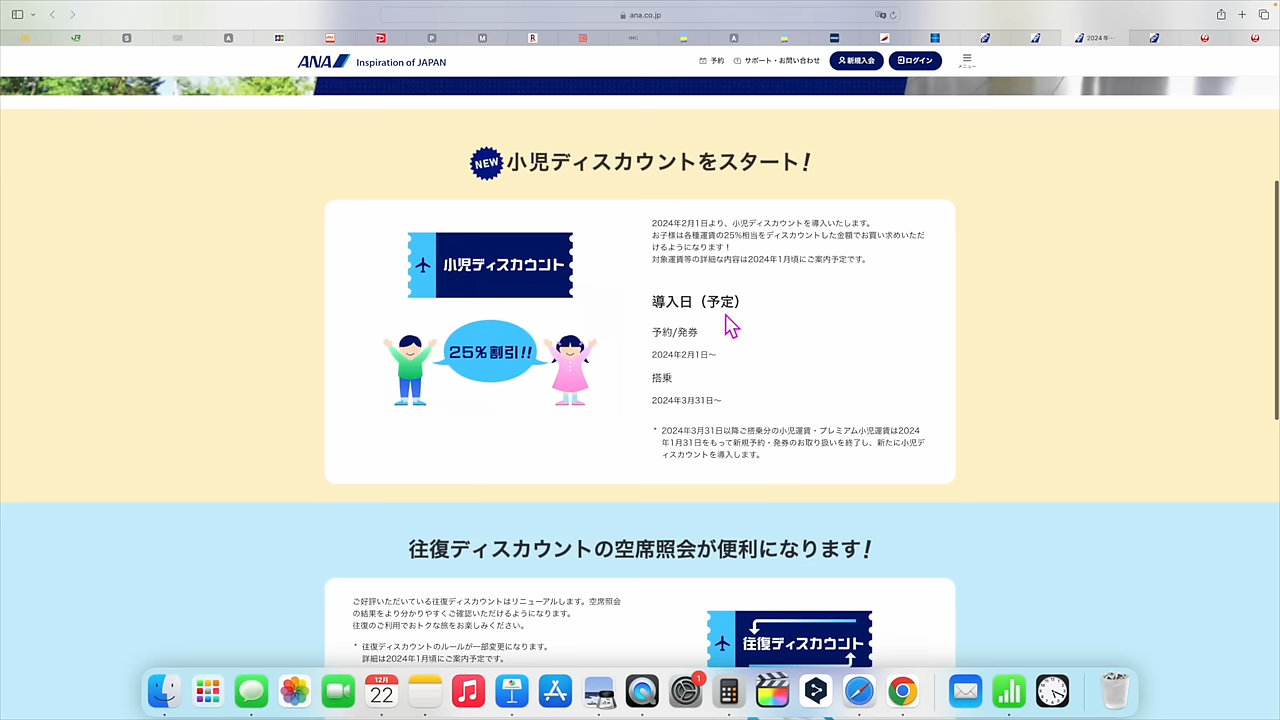 ana.co.jp
2024年
ANA Inspiration of JAPAN
予約
サポート・お問い合わせ
新規入会
ログイン
メニュー
NEW 小児ディスカウントをスタート!
小児ディスカウント
25%割引!!
2024年2月1日より、小児ディスカウントを導入いたします。
お子様は各種運賃の25%相当をディスカウントした金額でお買い求めいただ
けるようになります!
対象運賃等の詳細な内容は2024年1月頃にご案内予定です。
導入日(予定)
予約/発券
2024年2月1日〜
搭乗
2024年3月31日〜
* 2024年3月31日以降ご搭乗分の小児運賃・プレミアム小児運賃は2024
年1月31日をもって新規予約・発券のお取り扱いを終了し、新たに小児デ
ィスカウントを導入します。
往復ディスカウントの空席照会が便利になります!
ご好評いただいている往復ディスカウントはリニューアルします。空席照会
の結果をより分かりやすくご確認いただけるようになります。
往復のご利用でおトクな旅をお楽しみください。
* 往復ディスカウントのルールが一部変更になります。
詳細は2024年1月頃にご案内予定です。
往復ディスカウント
12月
22
1